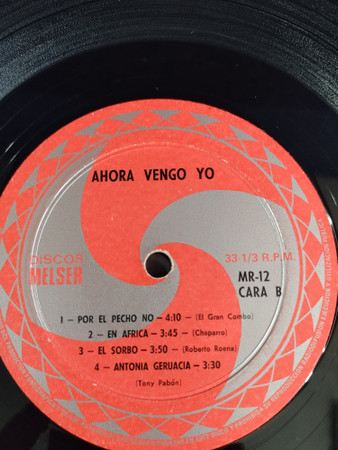 AHORA VENGO YO
DISCOS
MELSER
33-1/3 R.P.M.
MR-12
CARA B
1 — POR EL PECHO NO — 4:10 — (El Gran Combo)
2 — EN AFRICA — 3:45 — (Chaparro)
3 — EL SORBO — 3:50 — (Roberto Roena)
4 — ANTONIA GERUACIA — 3:30
(Tony Pabón)